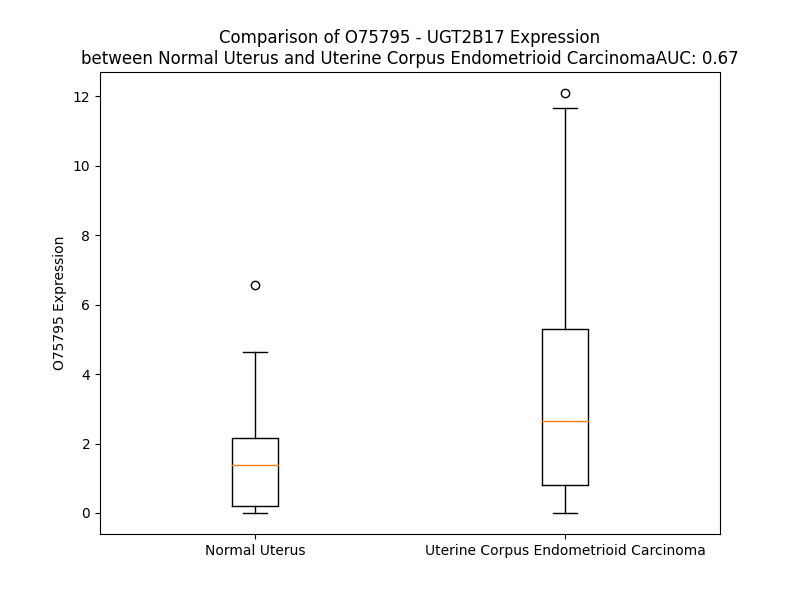 Comparison of O75795 - UGT2B17 Expression
between Normal Uterus and Uterine Corpus Endometrioid CarcinomaAUC: 0.67
12
10
8
6
4
2
0
O75795 Expression
Normal Uterus
Uterine Corpus Endometrioid Carcinoma